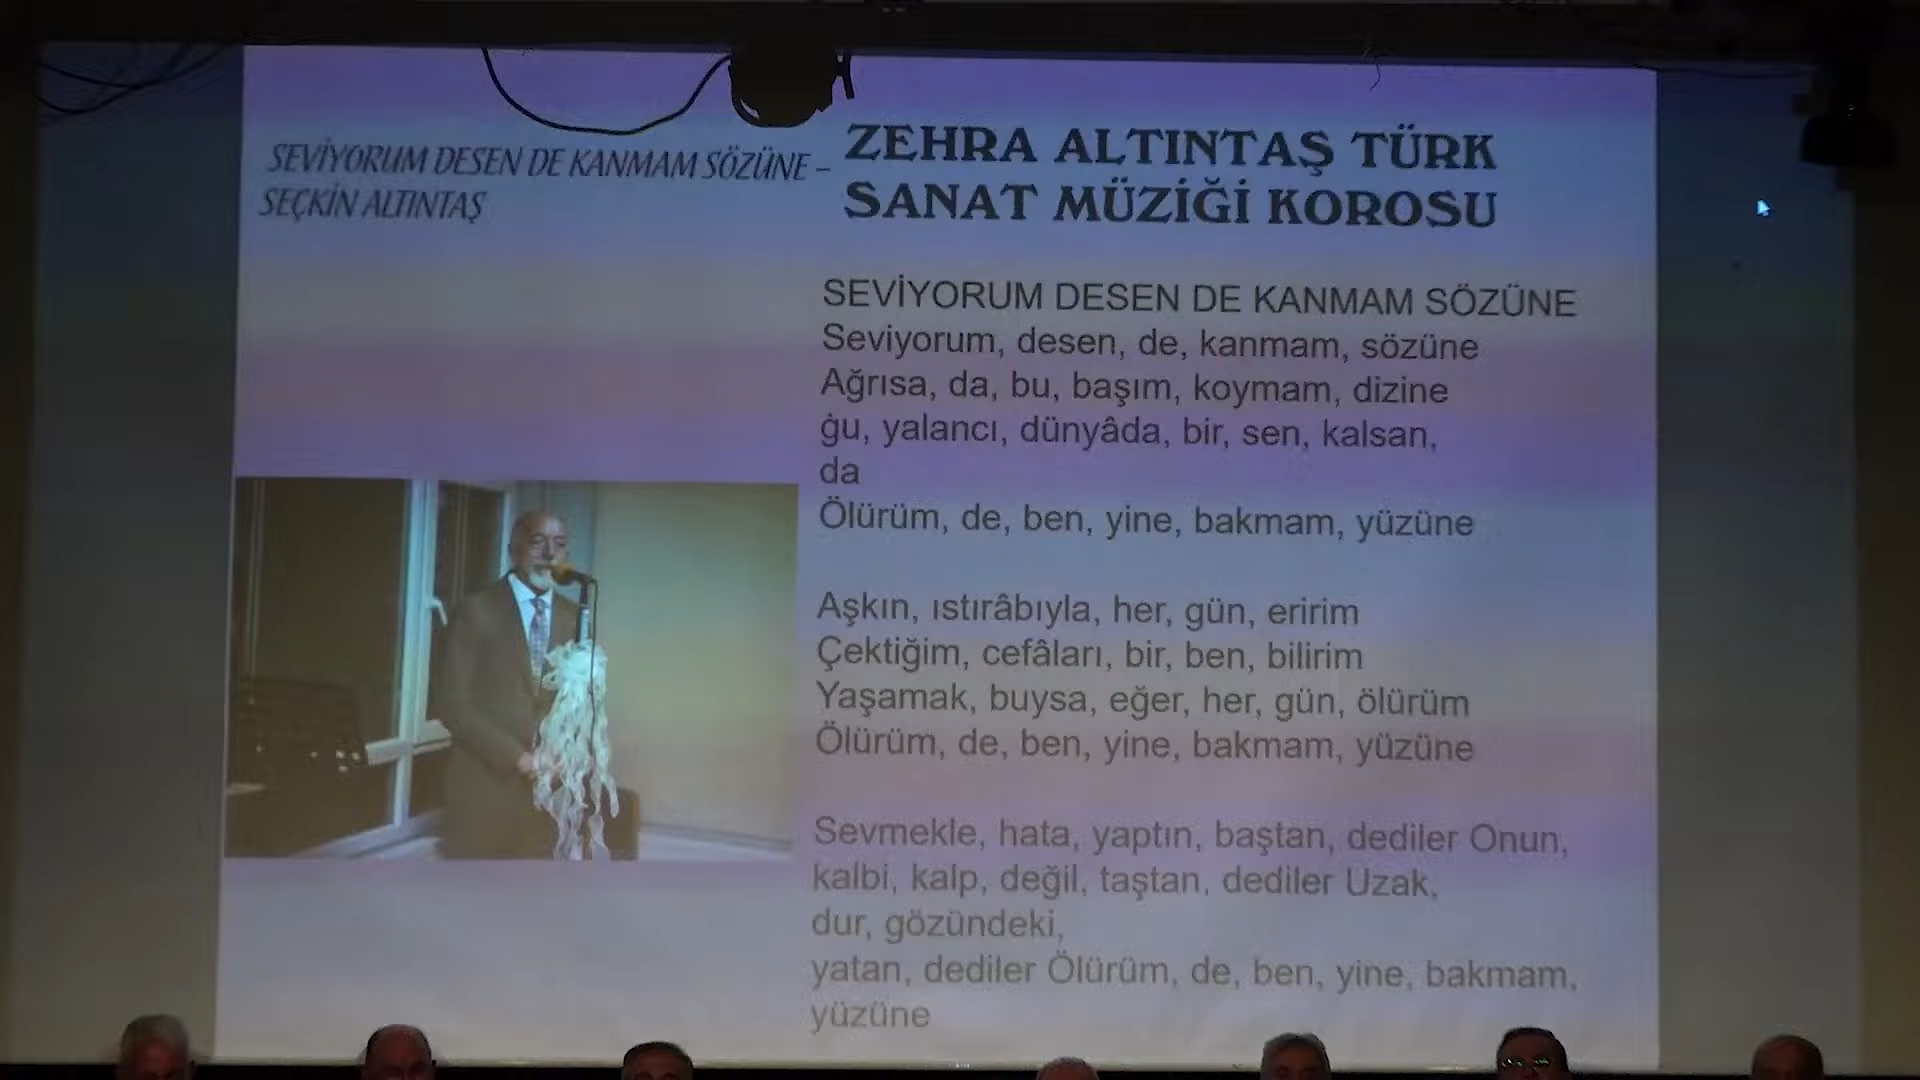 SEVİYORUM DESEN DE KANMAM SÖZÜNE –
SEÇKİN ALTINTAŞ
ZEHRA ALTINTAŞ TÜRK
SANAT MÜZİĞİ KOROSU
SEVİYORUM DESEN DE KANMAM SÖZÜNE
Seviyorum, desen, de, kanmam, sözüne
Ağrısa, da, bu, başım, koymam, dizine
ġu, yalancı, dünyâda, bir, sen, kalsan,
da
Ölürüm, de, ben, yine, bakmam, yüzüne
Aşkın, ıstırâbıyla, her, gün, eririm
Çektiğim, cefâları, bir, ben, bilirim
Yaşamak, buysa, eğer, her, gün, ölürüm
Ölürüm, de, ben, yine, bakmam, yüzüne
Sevmekle, hata, yaptın, baştan, dediler Onun,
kalbi, kalp, değil, taştan, dediler Uzak,
dur, gözündeki,
yatan, dediler Ölürüm, de, ben, yine, bakmam,
yüzüne